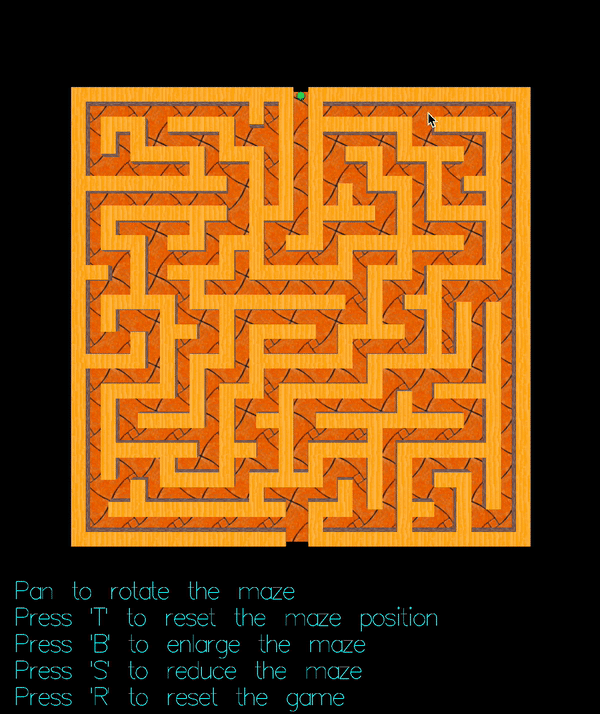 Pan to rotate the maze
Press 'T' to reset the maze position
Press 'B' to enlarge the maze
Press 'S' to reduce the maze
Press 'R' to reset the game